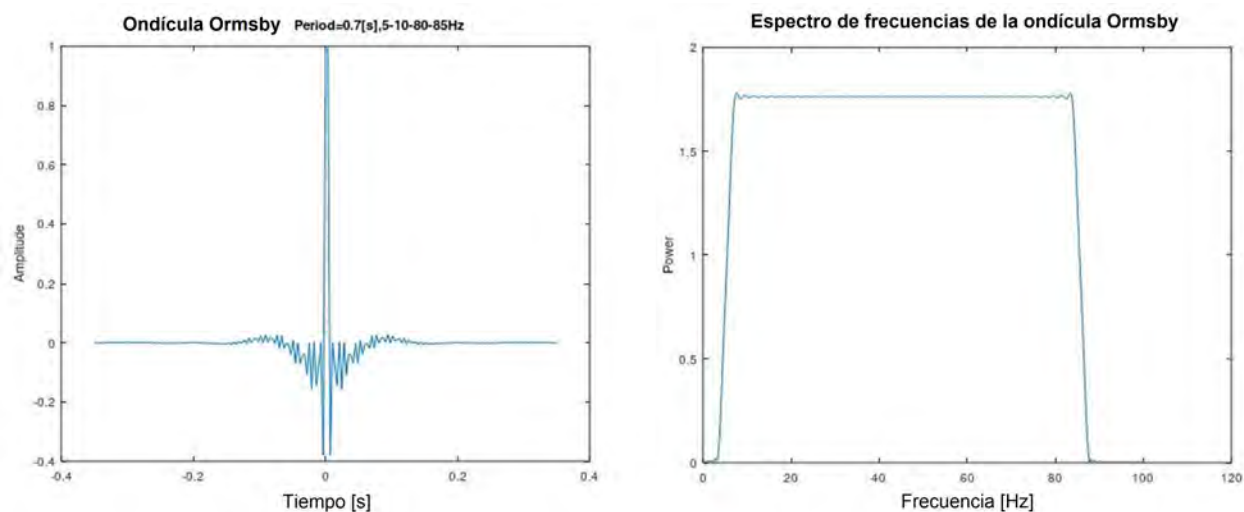 Ondícula Ormsby Period=0.7[s],5-10-80-85Hz
1
0.8
0.6
0.4
0.2
0
-0.2
-0.4
Amplitude
-0.4 -0.2 0 0.2 0.4
Tiempo [s]
Espectro de frecuencias de la ondícula Ormsby
2
1.5
1
0.5
0
Power
0 20 40 60 80 100 120
Frecuencia [Hz]